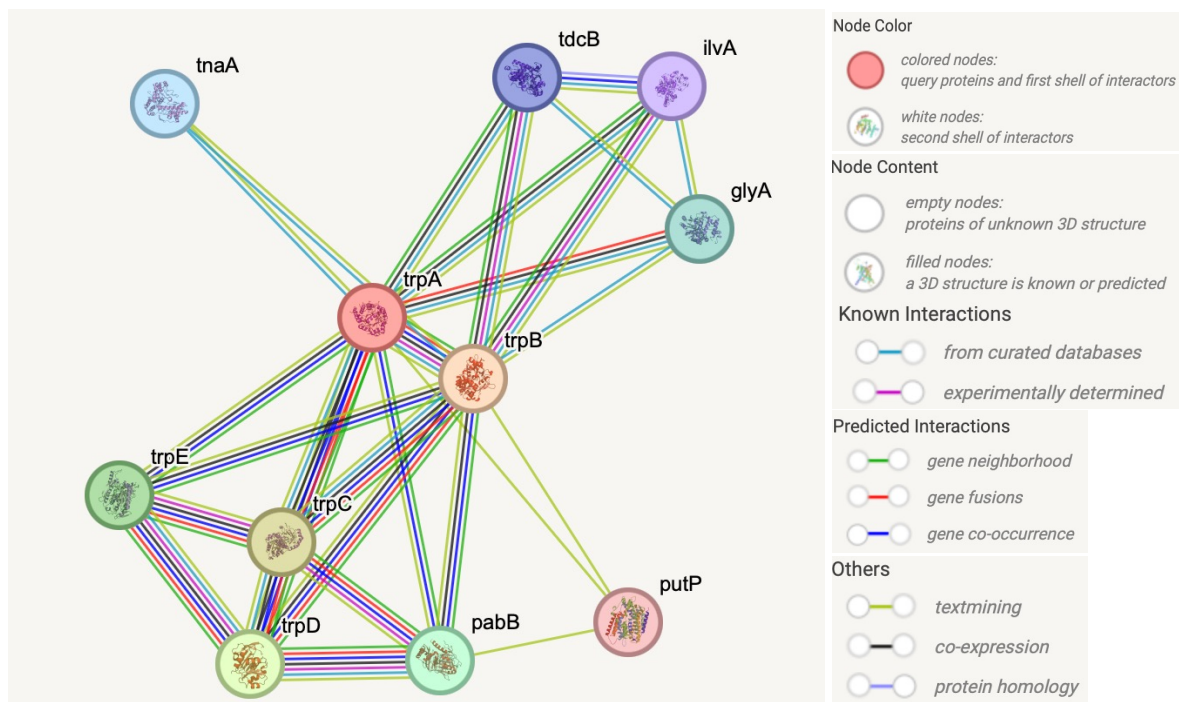 tnaA
tdcB
ilvA
glyA
trpA
trpB
trpE
trpC
trpD
pabB
putP
Node Color
colored nodes:
query proteins and first shell of interactors
white nodes:
second shell of interactors
Node Content
empty nodes:
proteins of unknown 3D structure
filled nodes:
a 3D structure is known or predicted
Known Interactions
from curated databases
experimentally determined
Predicted Interactions
gene neighborhood
gene fusions
gene co-occurrence
Others
textmining
co-expression
protein homology